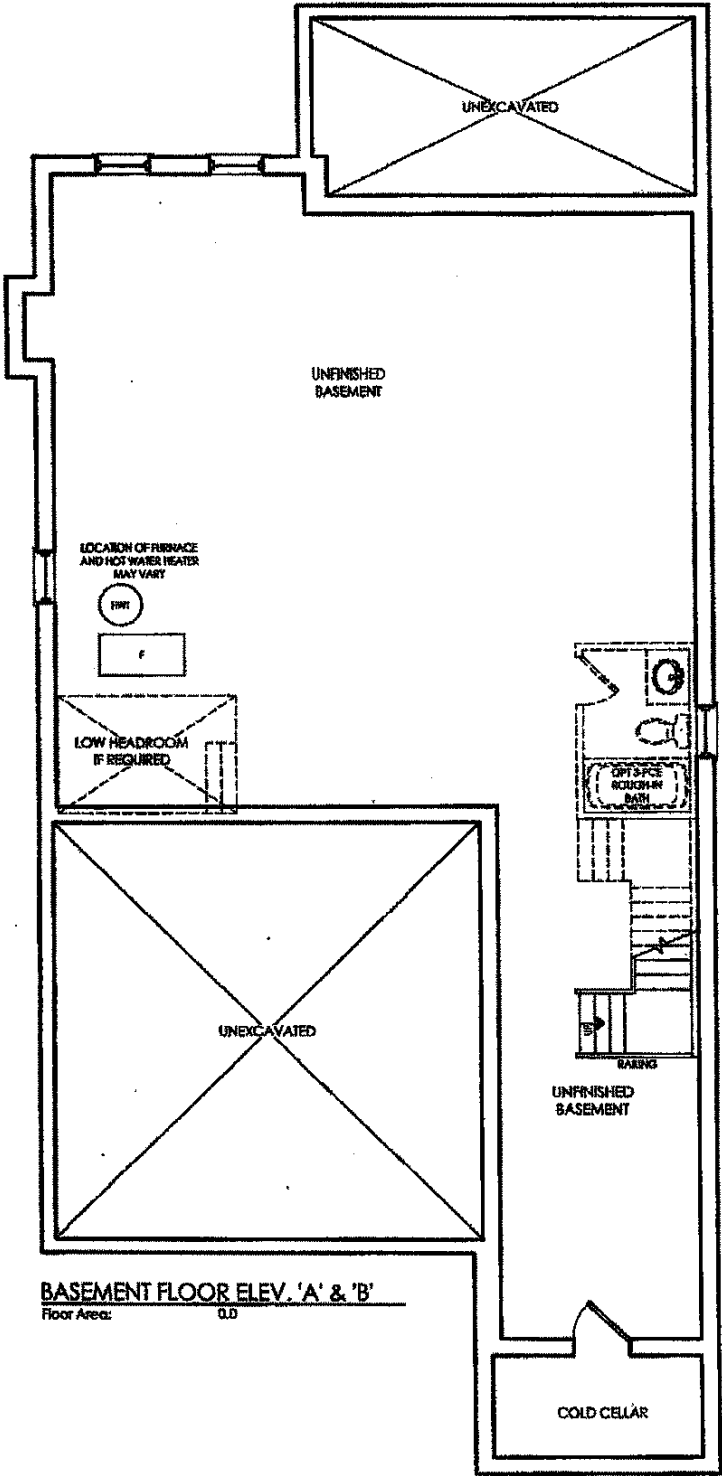 UNEXCAVATED
UNFINISHED
BASEMENT
LOCATION OF FURNACE
AND HOT WATER HEATER
MAY VARY
HWT
F
LOW HEADROOM
IF REQUIRED
OPT 3-PCE
ROUGH-IN
BATH
UNEXCAVATED
UP
RAILING
UNFINISHED
BASEMENT
BASEMENT FLOOR ELEV. 'A' & 'B'
Floor Area: 0.0
COLD CELLAR